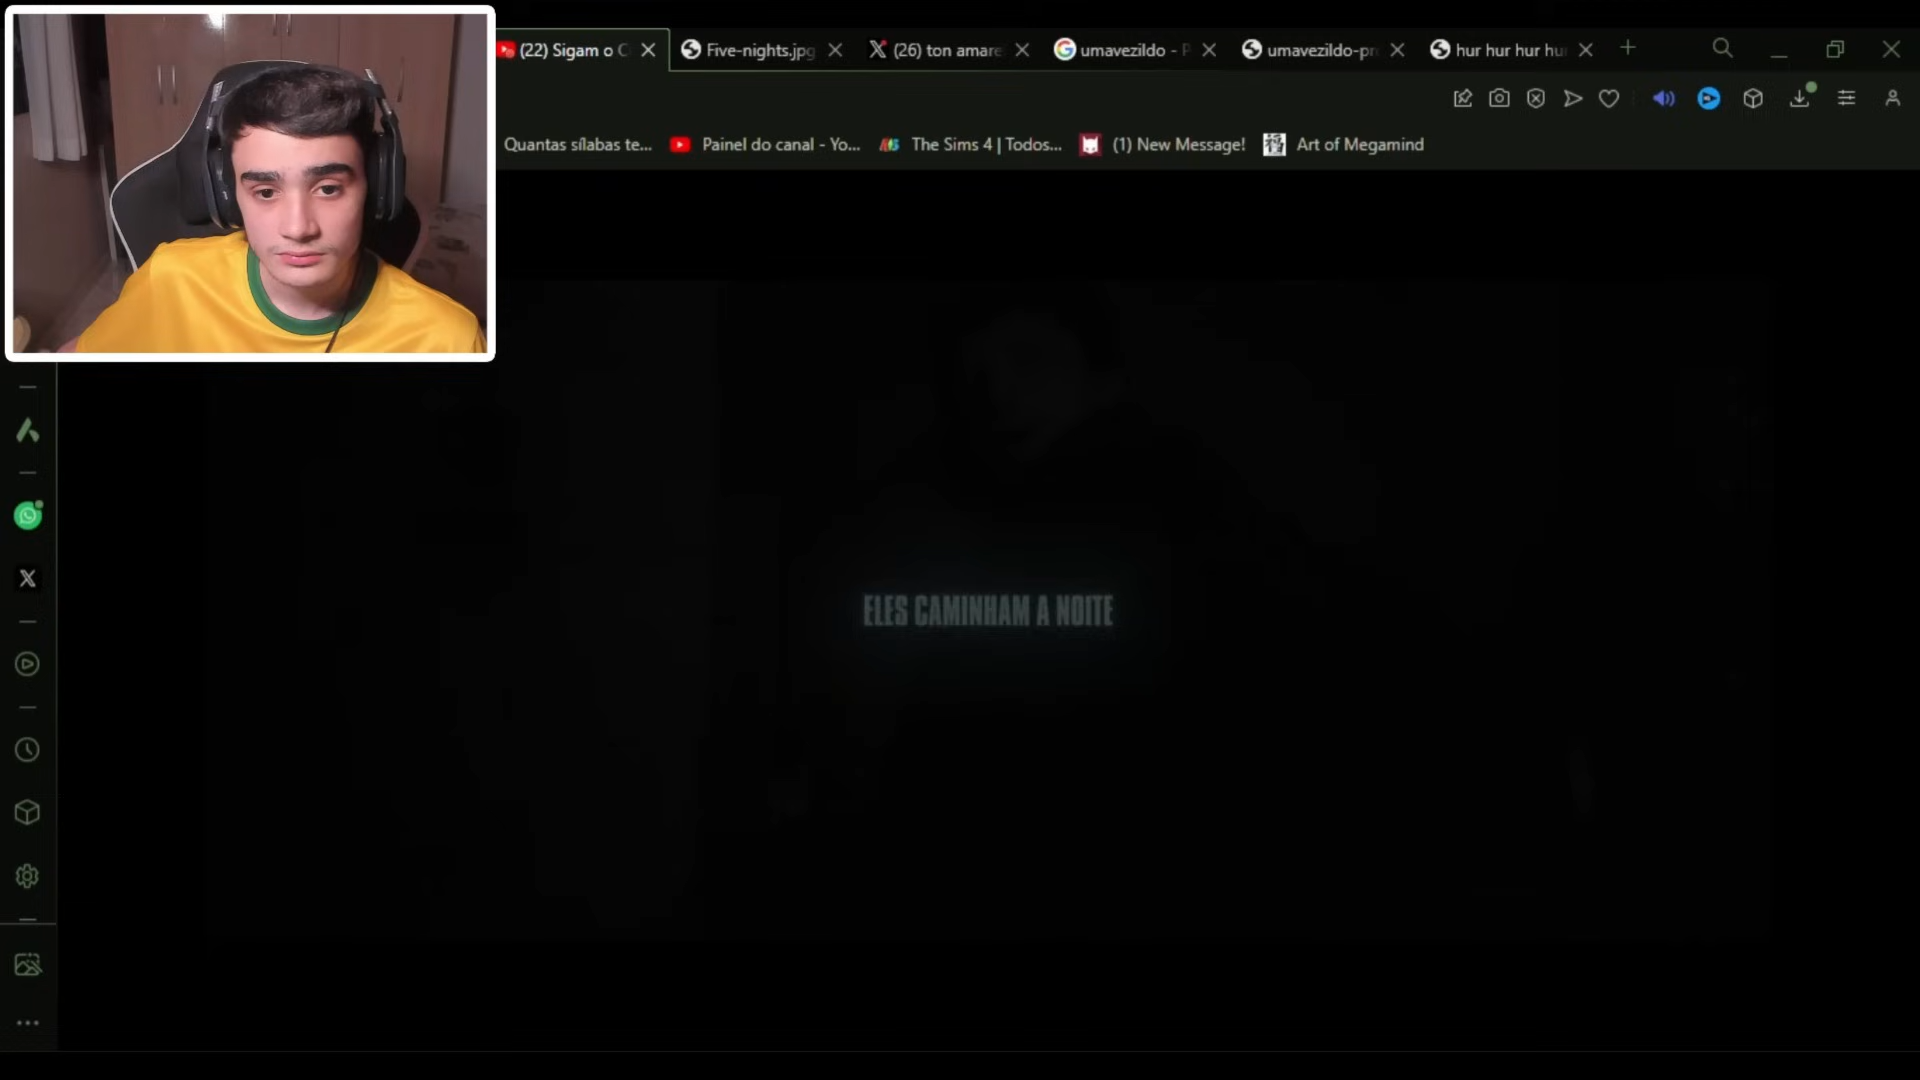 (22) Sigam o C
Five-nights.jpg
(26) ton amare
umavezildo - P
umavezildo-pr
hur hur hur hu
Quantas sílabas te...
Painel do canal - Yo...
The Sims 4 | Todos...
(1) New Message!
Art of Megamind
ELES CAMINHAM A NOITE